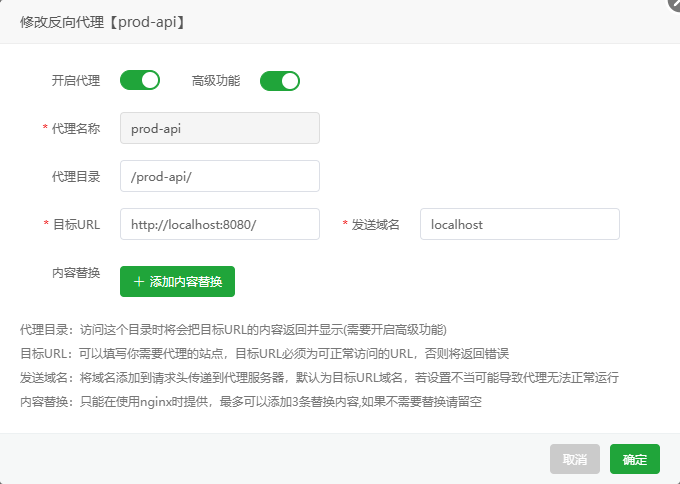 修改反向代理【prod-api】
开启代理 高级功能
* 代理名称 prod-api
代理目录 /prod-api/
* 目标URL http://localhost:8080/ * 发送域名 localhost
内容替换 + 添加内容替换
代理目录：访问这个目录时将会把目标URL的内容返回并显示(需要开启高级功能)
目标URL：可以填写你需要代理的站点，目标URL必须为可正常访问的URL，否则将返回错误
发送域名：将域名添加到请求头传递到代理服务器，默认为目标URL域名，若设置不当可能导致代理无法正常运行
内容替换：只能在使用nginx时提供，最多可以添加3条替换内容,如果不需要替换请留空
取消 确定